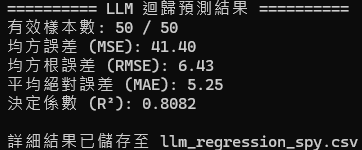 ========== LLM 迴歸預測結果 ==========
有效樣本數: 50 / 50
均方誤差 (MSE): 41.40
均方根誤差 (RMSE): 6.43
平均絕對誤差 (MAE): 5.25
決定係數 (R²): 0.8082
詳細結果已儲存至 llm_regression_spy.csv